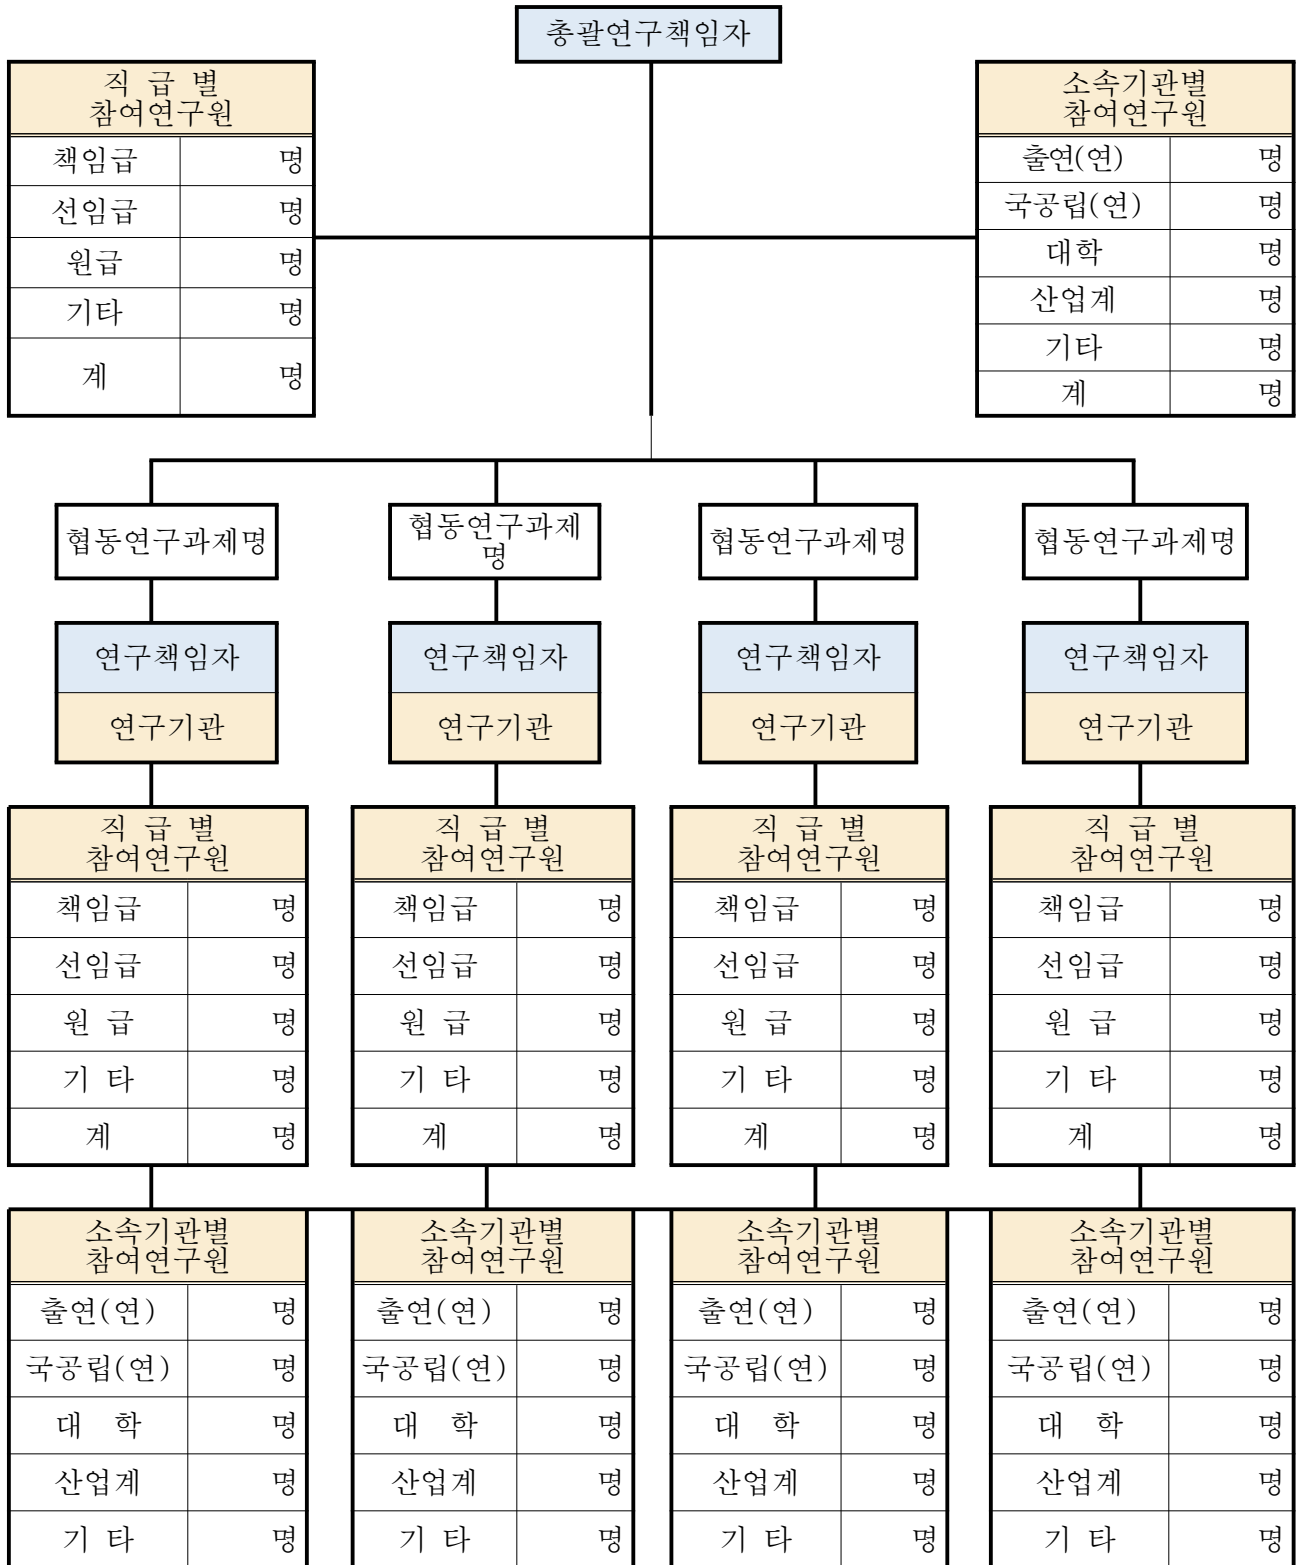 총괄연구책임자
직 급 별
참여연구원
책임급 명
선임급 명
원급 명
기타 명
계 명
소속기관별
참여연구원
출연(연) 명
국공립(연) 명
대학 명
산업계 명
기타 명
계 명
협동연구과제명
협동연구과제
명
협동연구과제명
협동연구과제명
연구책임자 연구책임자 연구책임자 연구책임자
연구기관 연구기관 연구기관 연구기관
직 급 별
참여연구원
책임급 명
선임급 명
원 급 명
기 타 명
계 명
직 급 별
참여연구원
책임급 명
선임급 명
원 급 명
기 타 명
계 명
직 급 별
참여연구원
책임급 명
선임급 명
원 급 명
기 타 명
계 명
직 급 별
참여연구원
책임급 명
선임급 명
원 급 명
기 타 명
계 명
소속기관별
참여연구원
출연(연) 명
국공립(연) 명
대 학 명
산업계 명
기 타 명
소속기관별
참여연구원
출연(연) 명
국공립(연) 명
대 학 명
산업계 명
기 타 명
소속기관별
참여연구원
출연(연) 명
국공립(연) 명
대 학 명
산업계 명
기 타 명
소속기관별
참여연구원
출연(연) 명
국공립(연) 명
대 학 명
산업계 명
기 타 명